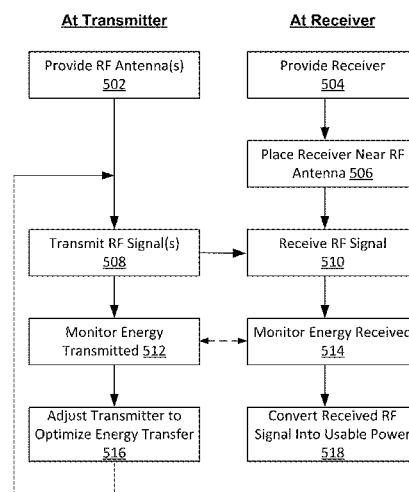 At Transmitter
At Receiver
Provide RF Antenna(s)
502
Provide Receiver
504
Place Receiver Near RF
Antenna 506
Transmit RF Signal(s)
508
Receive RF Signal
510
Monitor Energy
Transmitted 512
Monitor Energy Received
514
Adjust Transmitter to
Optimize Energy Transfer
516
Convert Received RF
Signal Into Usable Power
518